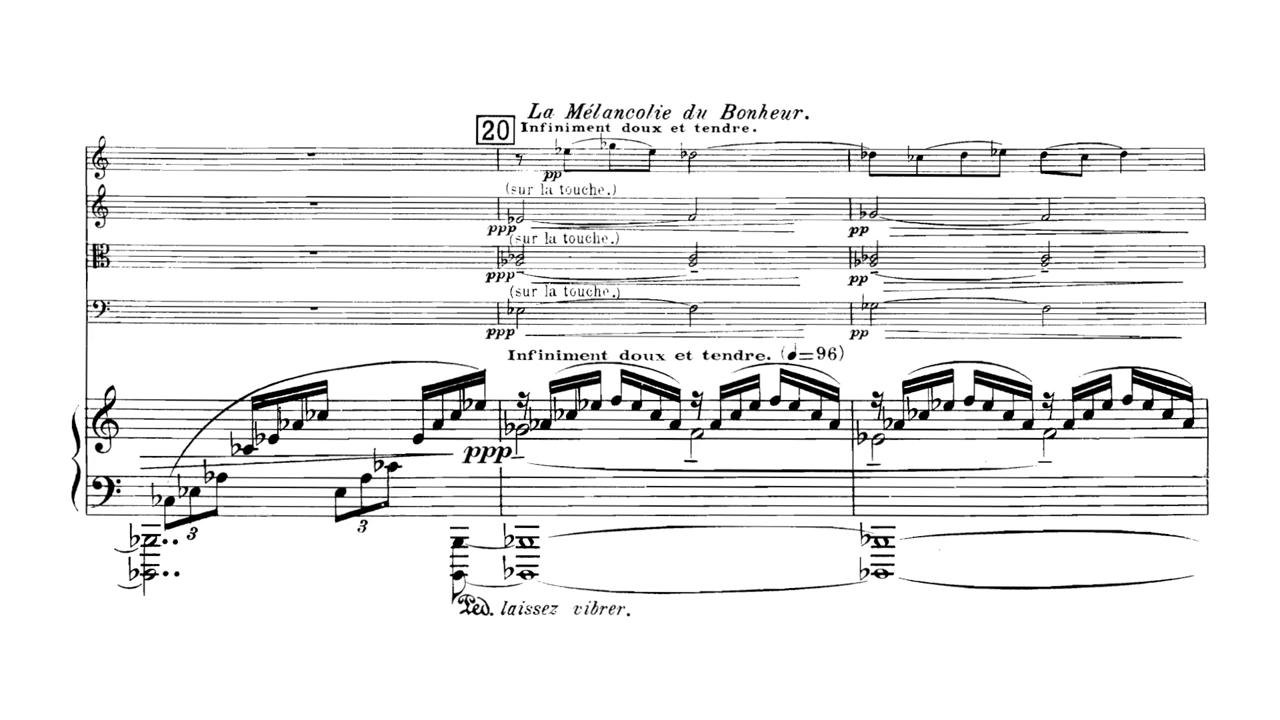 La Mélancolie du Bonheur.
20 Infiniment doux et tendre.
pp
(sur la touche.)
ppp
pp
(sur la touche.)
ppp
pp
(sur la touche.)
ppp
pp
Infiniment doux et tendre. (♩=96)
ppp
3
3
Ped. laissez vibrer.